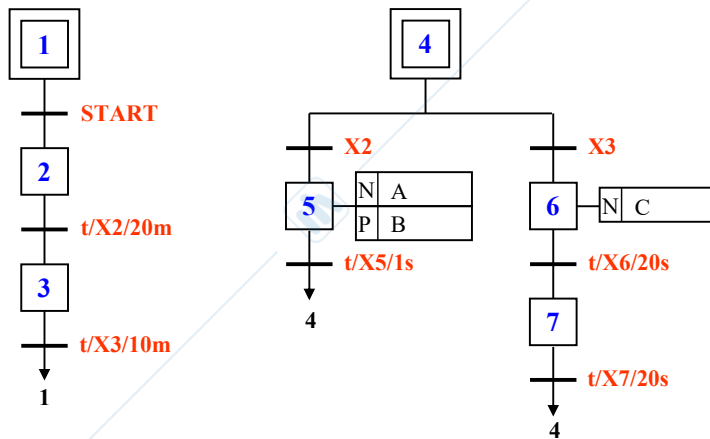 1
START
2
t/X2/20m
3
t/X3/10m
1
4
X2
X3
5
N A
P B
6
N C
t/X5/1s
t/X6/20s
4
7
t/X7/20s
4